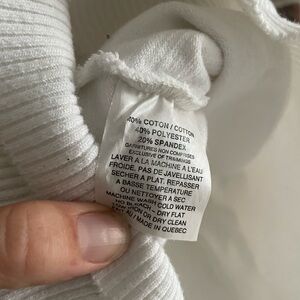 40% COTTON / COTTON
40% POLYESTER
20% SPANDEX
GARNITURES NON COMPRISES
EXCLUSIVE OF TRIMMINGS
LAVER A LA MACHINE A L'EAU
FROIDE. PAS DE JAVELLISANT
SECHER A PLAT. REPASSER
A BASSE TEMPERATURE
OU NETTOYER A SEC
MACHINE WASH COLD WATER
NO BLEACH - DRY FLAT
IRON OR DRY CLEAN
AU / MADE IN QUEBEC